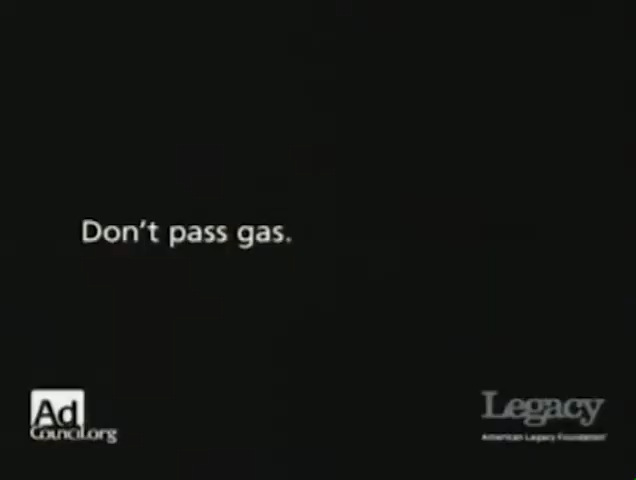 Don't pass gas.
Ad
Council.org
Legacy
American Legacy Foundation